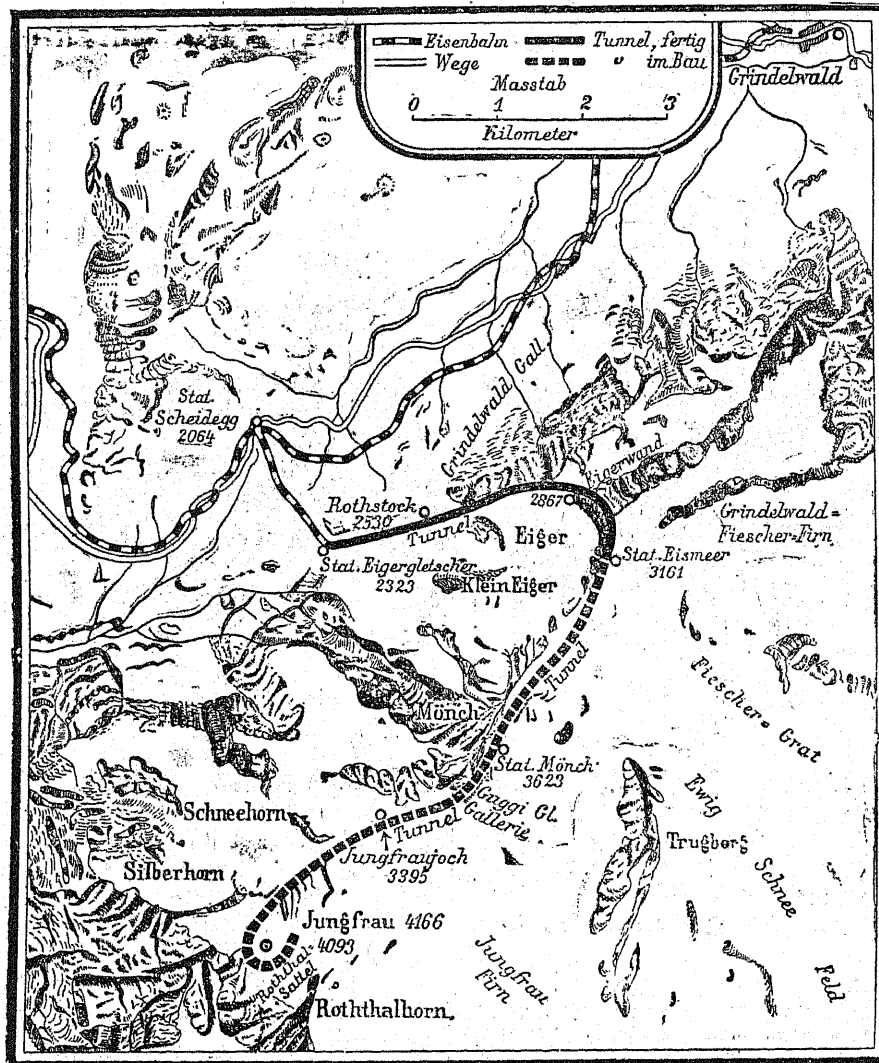 Eisenbahn
Tunnel, fertig
Wege
" im Bau
Masstab
0 1 2 3
Kilometer
Grindelwald
Stat.
Scheidegg
2064
Grindelwald Gall.
Eigerwand
Rothstock
2530
Tunnel
2867
Eiger
Grindelwald=
Fiescher=Firn
Stat. Eismeer
3161
Stat. Eigergletscher
2323
Klein Eiger
Tunnel
Mönch
Fiescher=Grat
Stat. Mönch
3623
Guggi Gl.
Gallerie
Ewig Schnee Feld
Schneehorn
Tunnel
Trugberg
Jungfraujoch
3395
Silberhorn
Jungfrau 4166
4093
Roththal-
Sattel
Jungfrau
Firn
Roththalhorn.